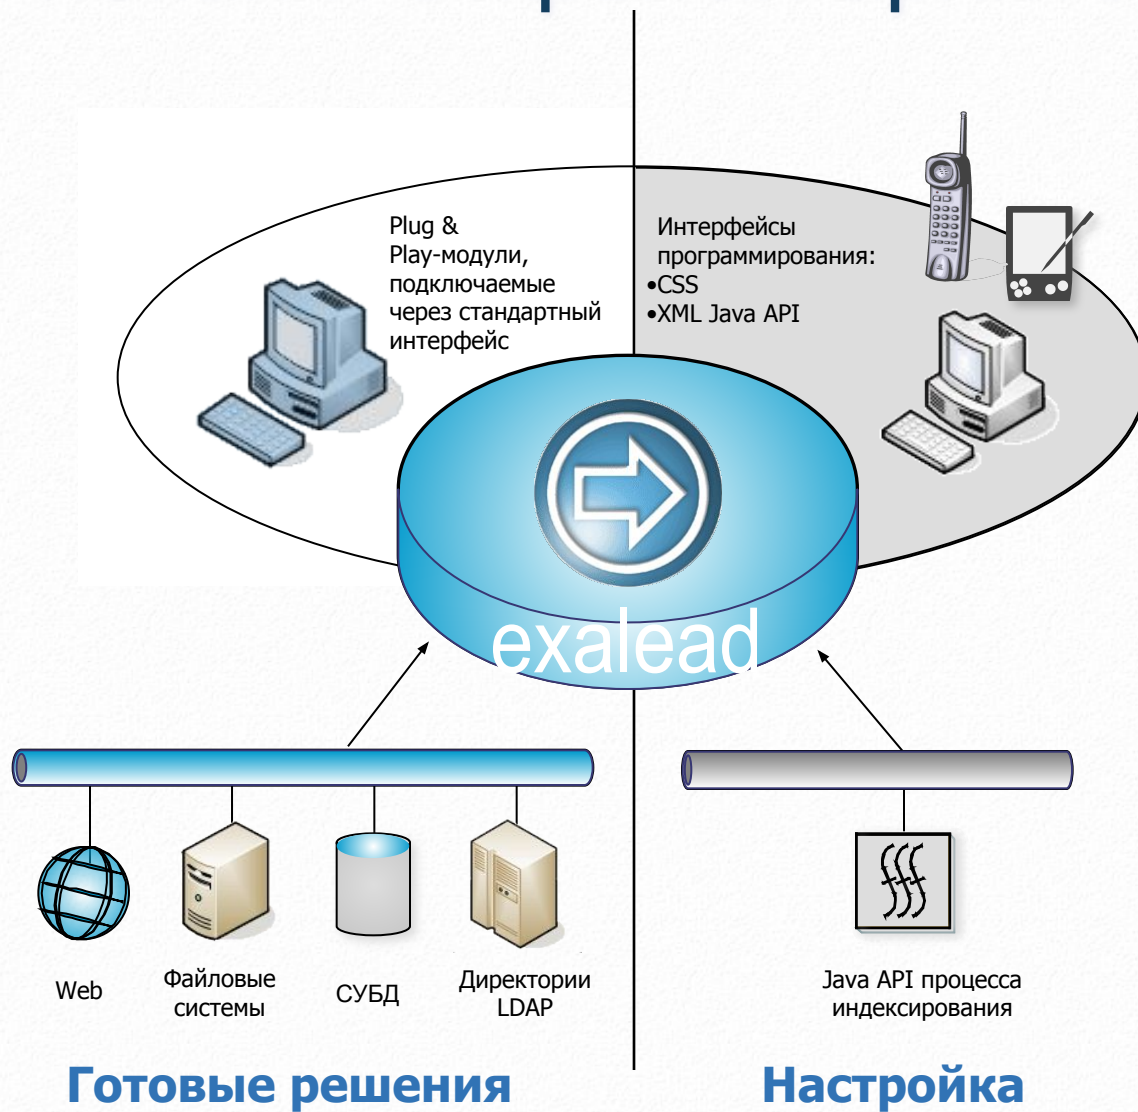 Plug &
Play-модули,
подключаемые
через стандартный
интерфейс
Интерфейсы
программирования:
•CSS
•XML Java API
exalead
Web
Файловые
системы
СУБД
Директории
LDAP
Java API процесса
индексирования
Готовые решения
Настройка